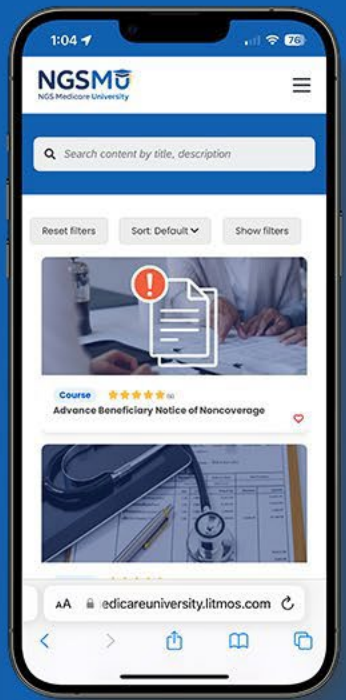 1:04
76
NGSMU
NGS Medicare University
Search content by title, description
Reset filters
Sort: Default
Show filters
!
Course
Advance Beneficiary Notice of Noncoverage
AA edicareuniversity.litmos.com